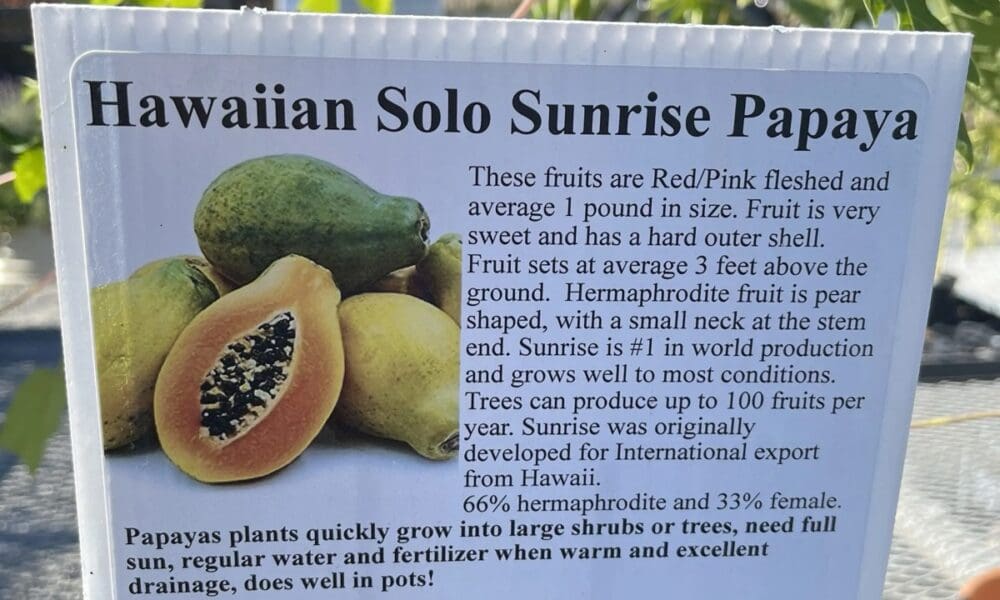 Hawaiian Solo Sunrise Papaya
These fruits are Red/Pink fleshed and
average 1 pound in size. Fruit is very
sweet and has a hard outer shell.
Fruit sets at average 3 feet above the
ground.  Hermaphrodite fruit is pear
shaped, with a small neck at the stem
end. Sunrise is #1 in world production
and grows well to most conditions.
Trees can produce up to 100 fruits per
year. Sunrise was originally
developed for International export
from Hawaii.
66% hermaphrodite and 33% female.
Papayas plants quickly grow into large shrubs or trees, need full
sun, regular water and fertilizer when warm and excellent
drainage, does well in pots!